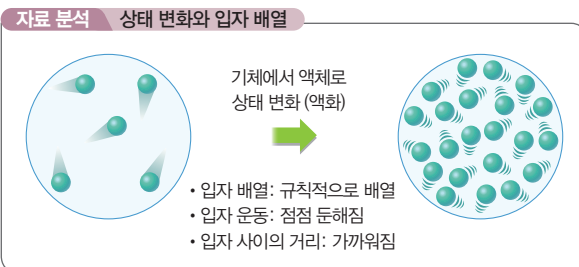 자료 분석 상태 변화와 입자 배열
기체에서 액체로
상태 변화 (액화)
• 입자 배열: 규칙적으로 배열
• 입자 운동: 점점 둔해짐
• 입자 사이의 거리: 가까워짐